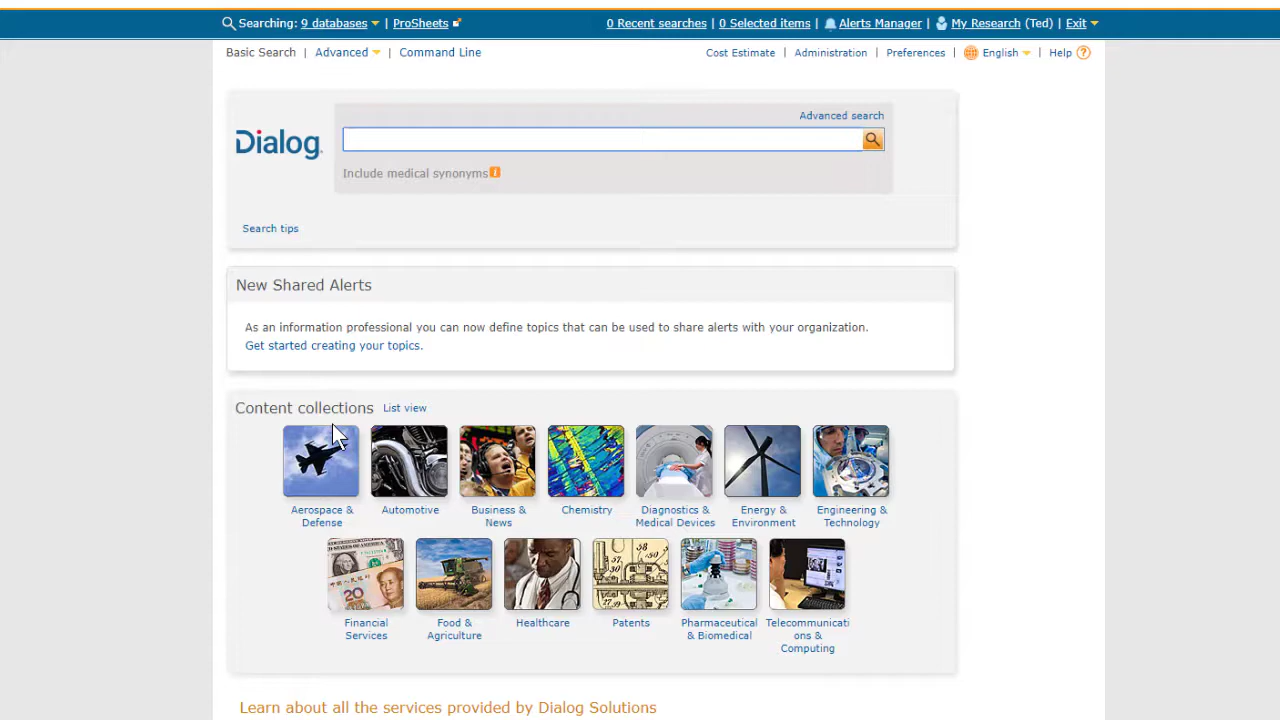 Searching: 9 databases | ProSheets 0 Recent searches | 0 Selected items | Alerts Manager | My Research (Ted) | Exit
Basic Search | Advanced | Command Line Cost Estimate | Administration | Preferences | English | Help ?
Advanced search
Dialog
Include medical synonyms i
Search tips
New Shared Alerts
As an information professional you can now define topics that can be used to share alerts with your organization.
Get started creating your topics.
Content collections List view
Aerospace & Defense
Automotive
Business & News
Chemistry
Diagnostics & Medical Devices
Energy & Environment
Engineering & Technology
Financial Services
Food & Agriculture
Healthcare
Patents
Pharmaceutical & Biomedical
Telecommunicati
ons &
Computing
Learn about all the services provided by Dialog Solutions